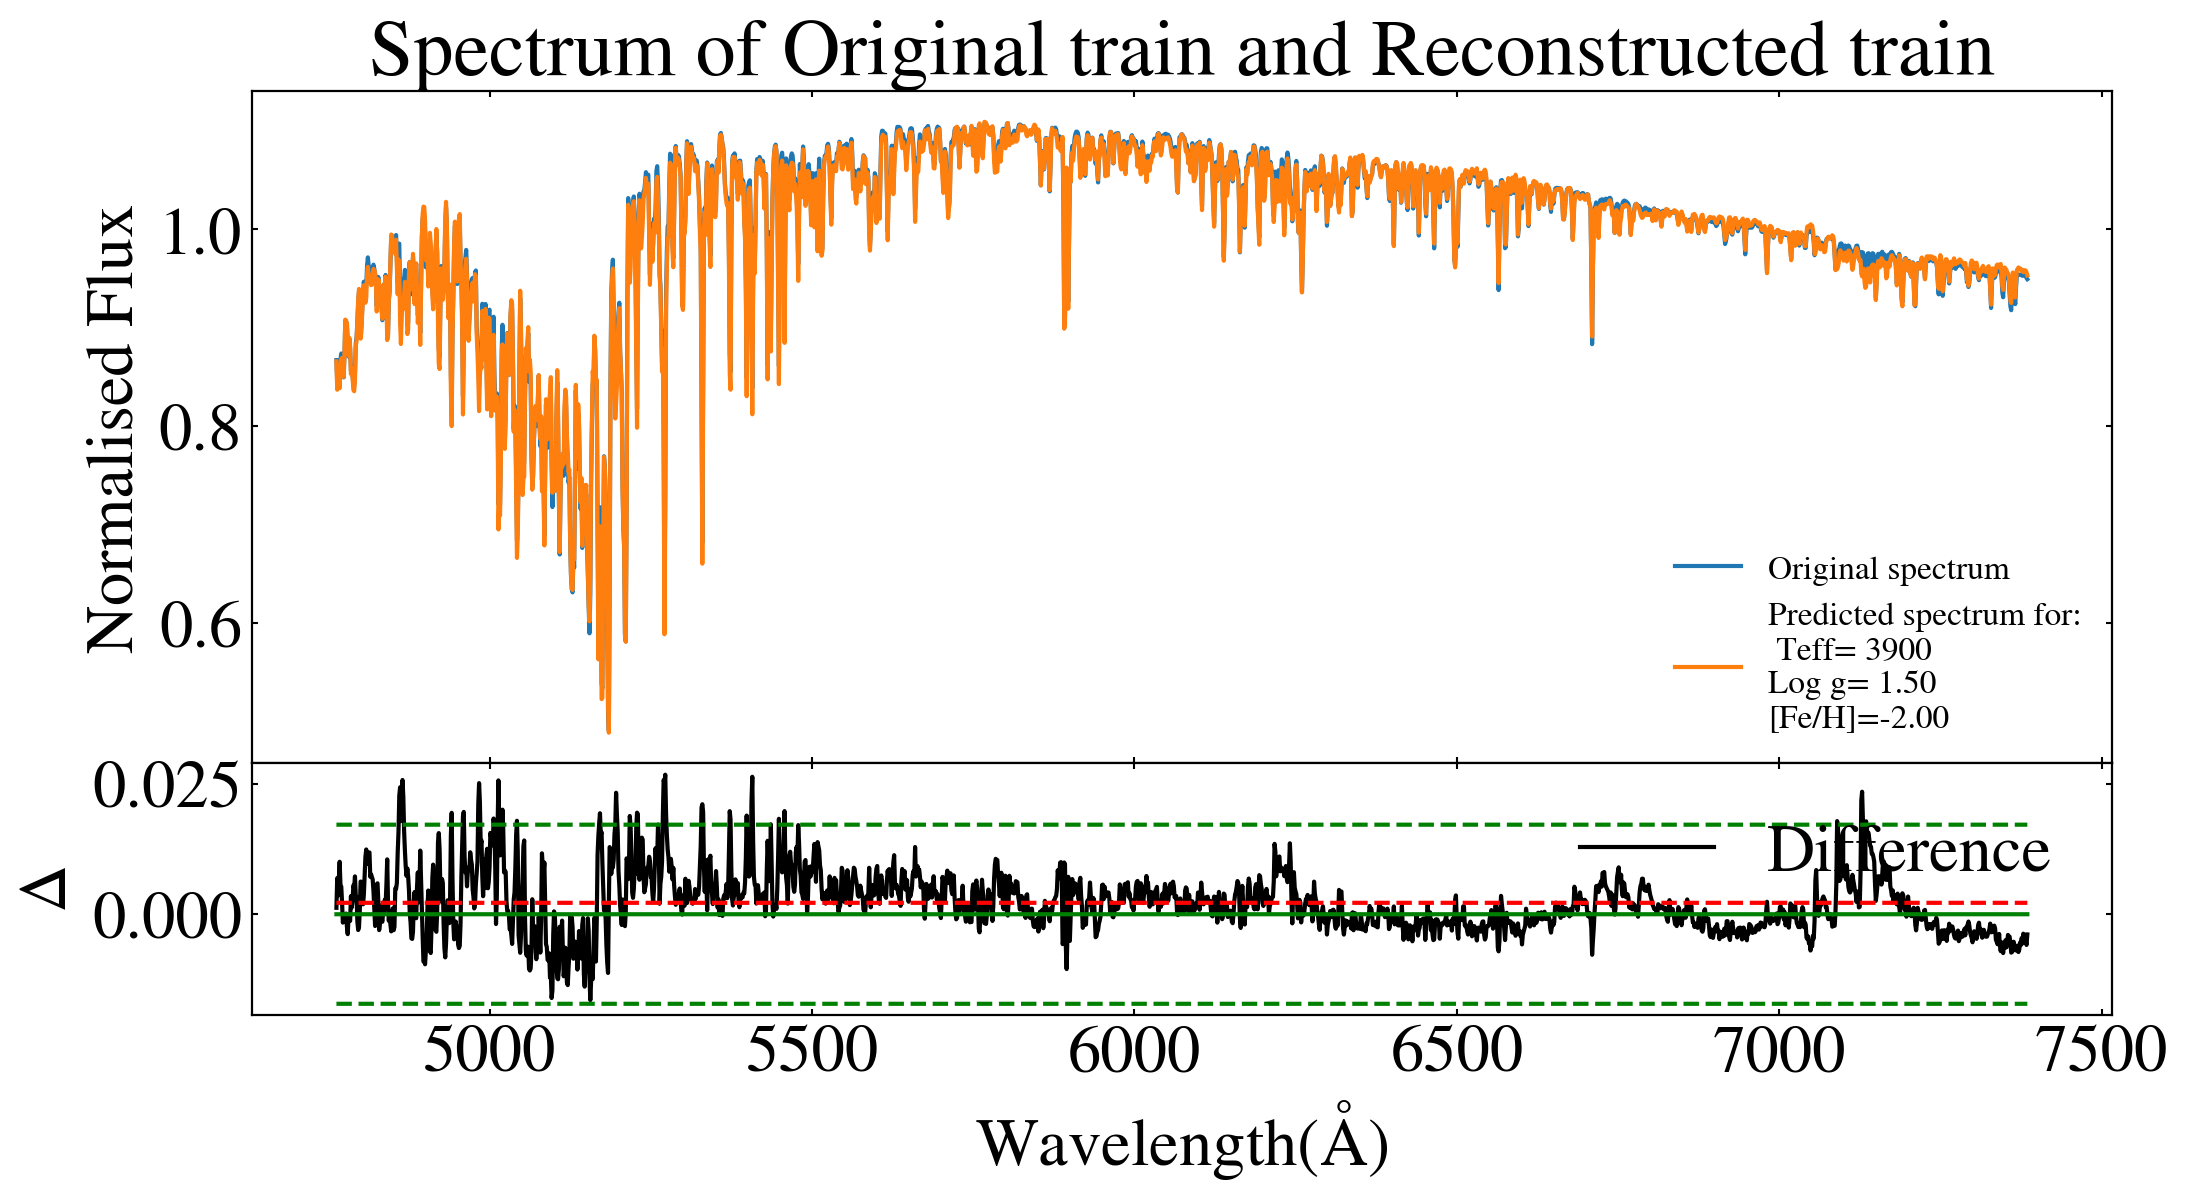 Spectrum of Original train and Reconstructed train
Normalised Flux
1.0
0.8
0.6
Original spectrum
Predicted spectrum for:
Teff= 3900
Log g= 1.50
[Fe/H]=-2.00
Δ
0.025
0.000
Difference
5000 5500 6000 6500 7000 7500
Wavelength(Å)